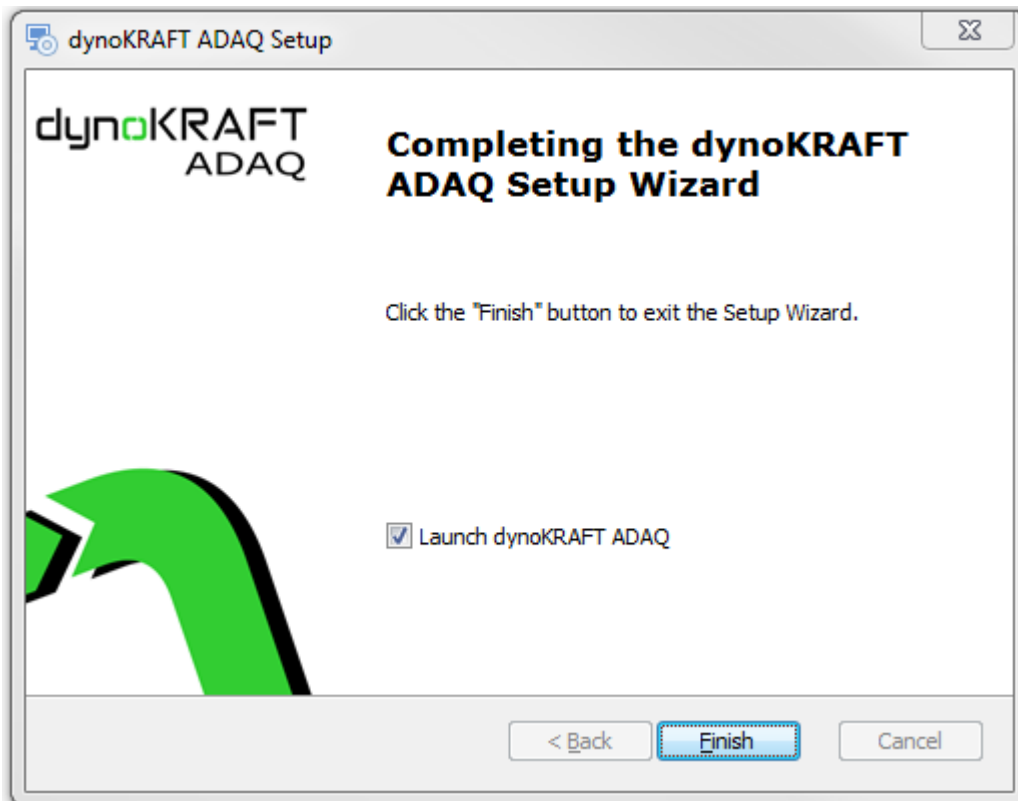 dynoKRAFT ADAQ Setup
dynoKRAFT
ADAQ
Completing the dynoKRAFT
ADAQ Setup Wizard
Click the "Finish" button to exit the Setup Wizard.
Launch dynoKRAFT ADAQ
< Back
Finish
Cancel